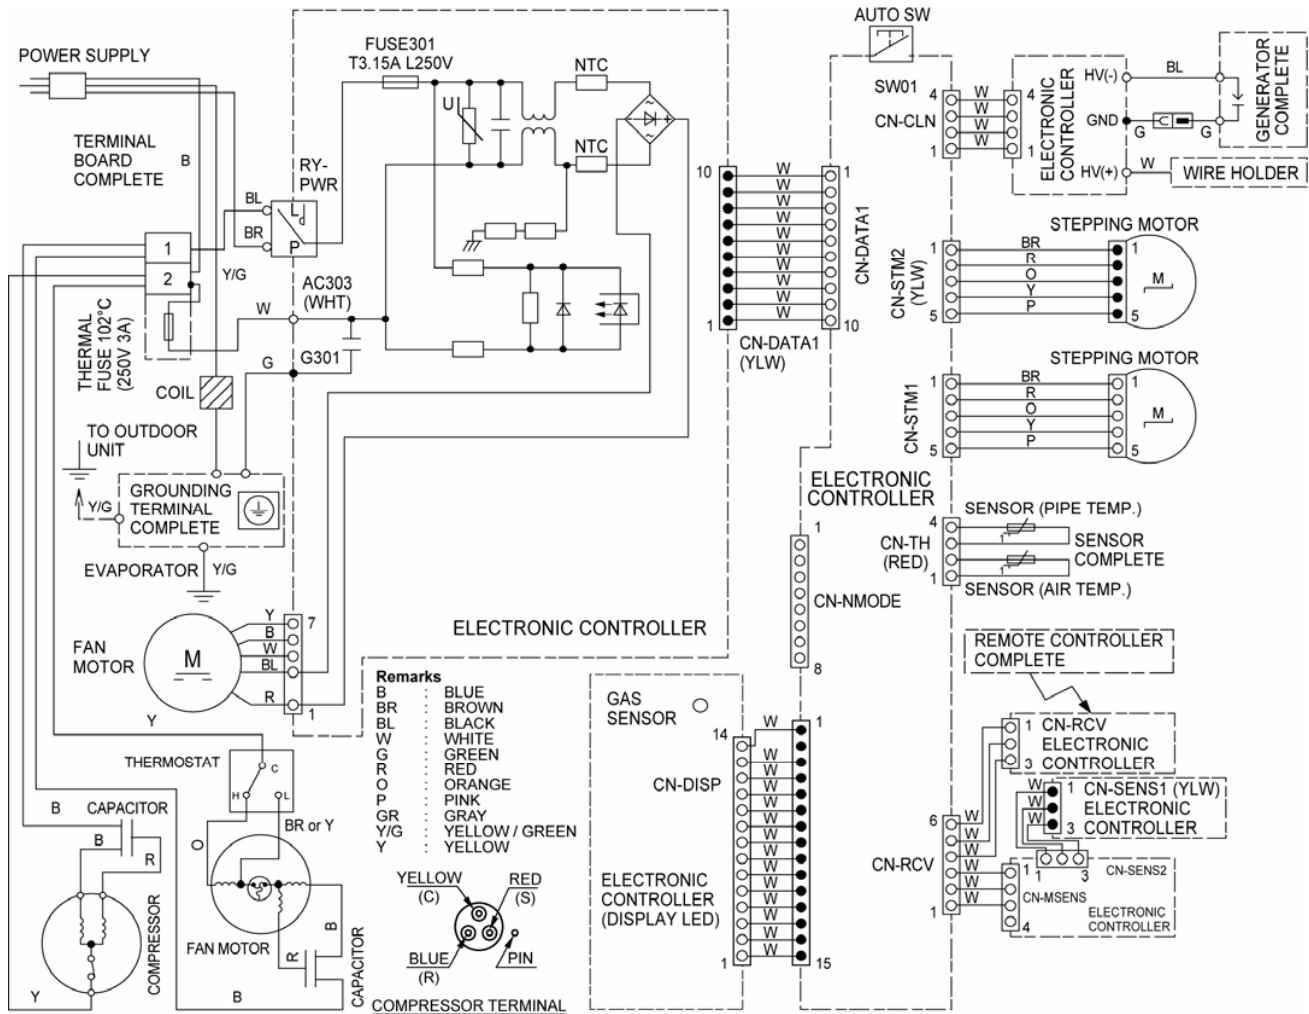 AUTO SW
POWER SUPPLY
FUSE301
T3.15A L250V
NTC
U
NTC
TERMINAL
BOARD
COMPLETE
B
RY-
PWR
BL
BR
L
P
1
2
Y/G
AC303
(WHT)
W
G301
G
THERMAL
FUSE 102°C
(250V 3A)
COIL
TO OUTDOOR
UNIT
Y/G
GROUNDING
TERMINAL
COMPLETE
EVAPORATOR
Y/G
FAN
MOTOR
M
Y
B
W
BL
R
7
1
Y
ELECTRONIC CONTROLLER
10
W
W
W
W
W
W
W
W
W
W
1
1
10
CN-DATA1
CN-DATA1
(YLW)
SW01
CN-CLN
4
1
W
W
W
W
4
1
ELECTRONIC
CONTROLLER
HV(-)
BL
GND
G
G
HV(+)
W
GENERATOR
COMPLETE
WIRE HOLDER
STEPPING MOTOR
CN-STM2
(YLW)
1
5
BR
R
O
Y
P
1
5
M
STEPPING MOTOR
CN-STM1
1
5
BR
R
O
Y
P
1
5
M
ELECTRONIC
CONTROLLER
SENSOR (PIPE TEMP.)
4
CN-TH
(RED)
1
1
1
SENSOR
COMPLETE
SENSOR (AIR TEMP.)
1
CN-NMODE
8
REMOTE CONTROLLER
COMPLETE
1
3
CN-RCV
ELECTRONIC
CONTROLLER
W
W
W
1
3
CN-SENS1 (YLW)
ELECTRONIC
CONTROLLER
6
CN-RCV
1
W
W
W
W
W
W
1
3
CN-SENS2
1
CN-MSENS
4
ELECTRONIC
CONTROLLER
Remarks
B : BLUE
BR : BROWN
BL : BLACK
W : WHITE
G : GREEN
R : RED
O : ORANGE
P : PINK
GR : GRAY
Y/G : YELLOW / GREEN
Y : YELLOW
GAS
SENSOR
14
1
CN-DISP
ELECTRONIC
CONTROLLER
(DISPLAY LED)
W
W
W
W
W
W
W
W
W
W
W
W
W
W
1
15
THERMOSTAT
C
H
L
BR or Y
O
B
CAPACITOR
B
R
COMPRESSOR
Y
FAN MOTOR
R
B
CAPACITOR
B
YELLOW
(C)
RED
(S)
BLUE
(R)
PIN
COMPRESSOR TERMINAL